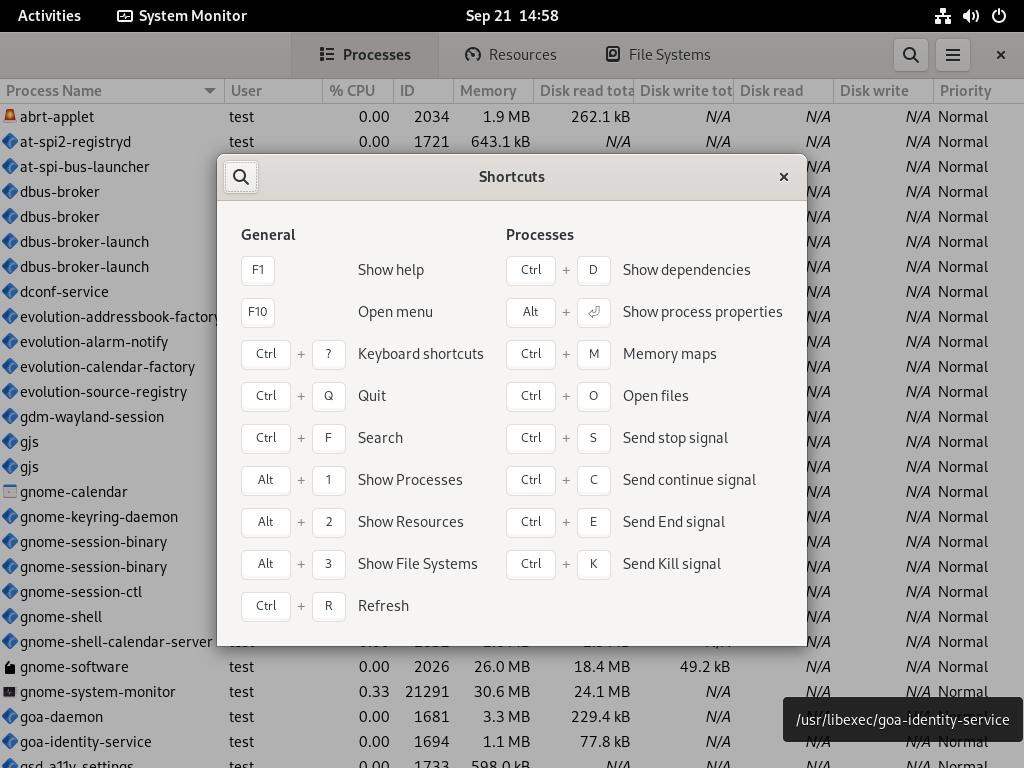 Activities System Monitor Sep 21 14:58
Processes Resources File Systems
Process Name User % CPU ID Memory Disk read tota Disk write tot Disk read Disk write Priority
abrt-applet test 0.00 2034 1.9 MB 262.1 kB N/A N/A N/A Normal
at-spi2-registryd test 0.00 1721 643.1 kB N/A N/A N/A N/A Normal
at-spi-bus-launcher N/A N/A Normal
dbus-broker N/A N/A Normal
dbus-broker N/A N/A Normal
dbus-broker-launch N/A N/A Normal
dbus-broker-launch N/A N/A Normal
dconf-service N/A N/A Normal
evolution-addressbook-factory N/A N/A Normal
evolution-alarm-notify N/A N/A Normal
evolution-calendar-factory N/A N/A Normal
evolution-source-registry N/A N/A Normal
gdm-wayland-session N/A N/A Normal
gjs N/A N/A Normal
gjs N/A N/A Normal
gnome-calendar N/A N/A Normal
gnome-keyring-daemon N/A N/A Normal
gnome-session-binary N/A N/A Normal
gnome-session-binary N/A N/A Normal
gnome-session-ctl N/A N/A Normal
gnome-shell N/A N/A Normal
gnome-shell-calendar-server N/A N/A Normal
gnome-software test 0.00 2026 26.0 MB 18.4 MB 49.2 kB N/A N/A Normal
gnome-system-monitor test 0.33 21291 30.6 MB 24.1 MB N/A N/A N/A Normal
goa-daemon test 0.00 1681 3.3 MB 229.4 kB N/A Normal
goa-identity-service test 0.00 1694 1.1 MB 77.8 kB N/A N/A N/A Normal
gsd-a11y-settings test 0.00 1733 598.0 kB N/A N/A N/A N/A Normal
Shortcuts
General
F1 Show help
F10 Open menu
Ctrl + ? Keyboard shortcuts
Ctrl + Q Quit
Ctrl + F Search
Alt + 1 Show Processes
Alt + 2 Show Resources
Alt + 3 Show File Systems
Ctrl + R Refresh
Processes
Ctrl + D Show dependencies
Alt + ⏎ Show process properties
Ctrl + M Memory maps
Ctrl + O Open files
Ctrl + S Send stop signal
Ctrl + C Send continue signal
Ctrl + E Send End signal
Ctrl + K Send Kill signal
/usr/libexec/goa-identity-service